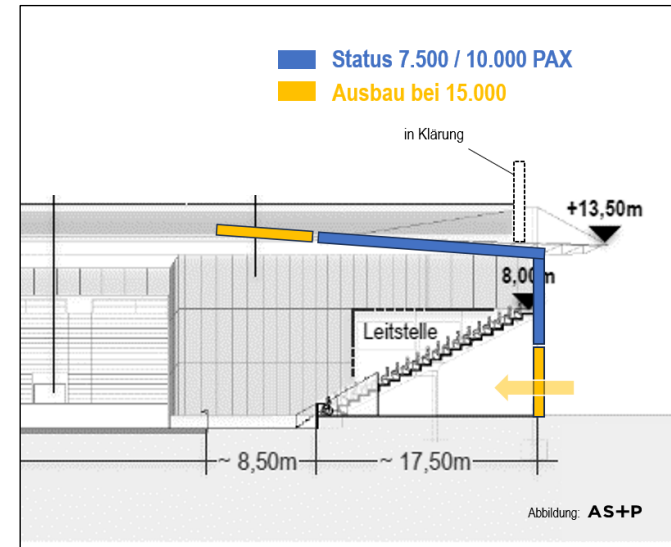 Status 7.500 / 10.000 PAX
Ausbau bei 15.000
in Klärung
+13,50m
8,00m
Leitstelle
~ 8,50m
~ 17,50m
Abbildung: AS+P